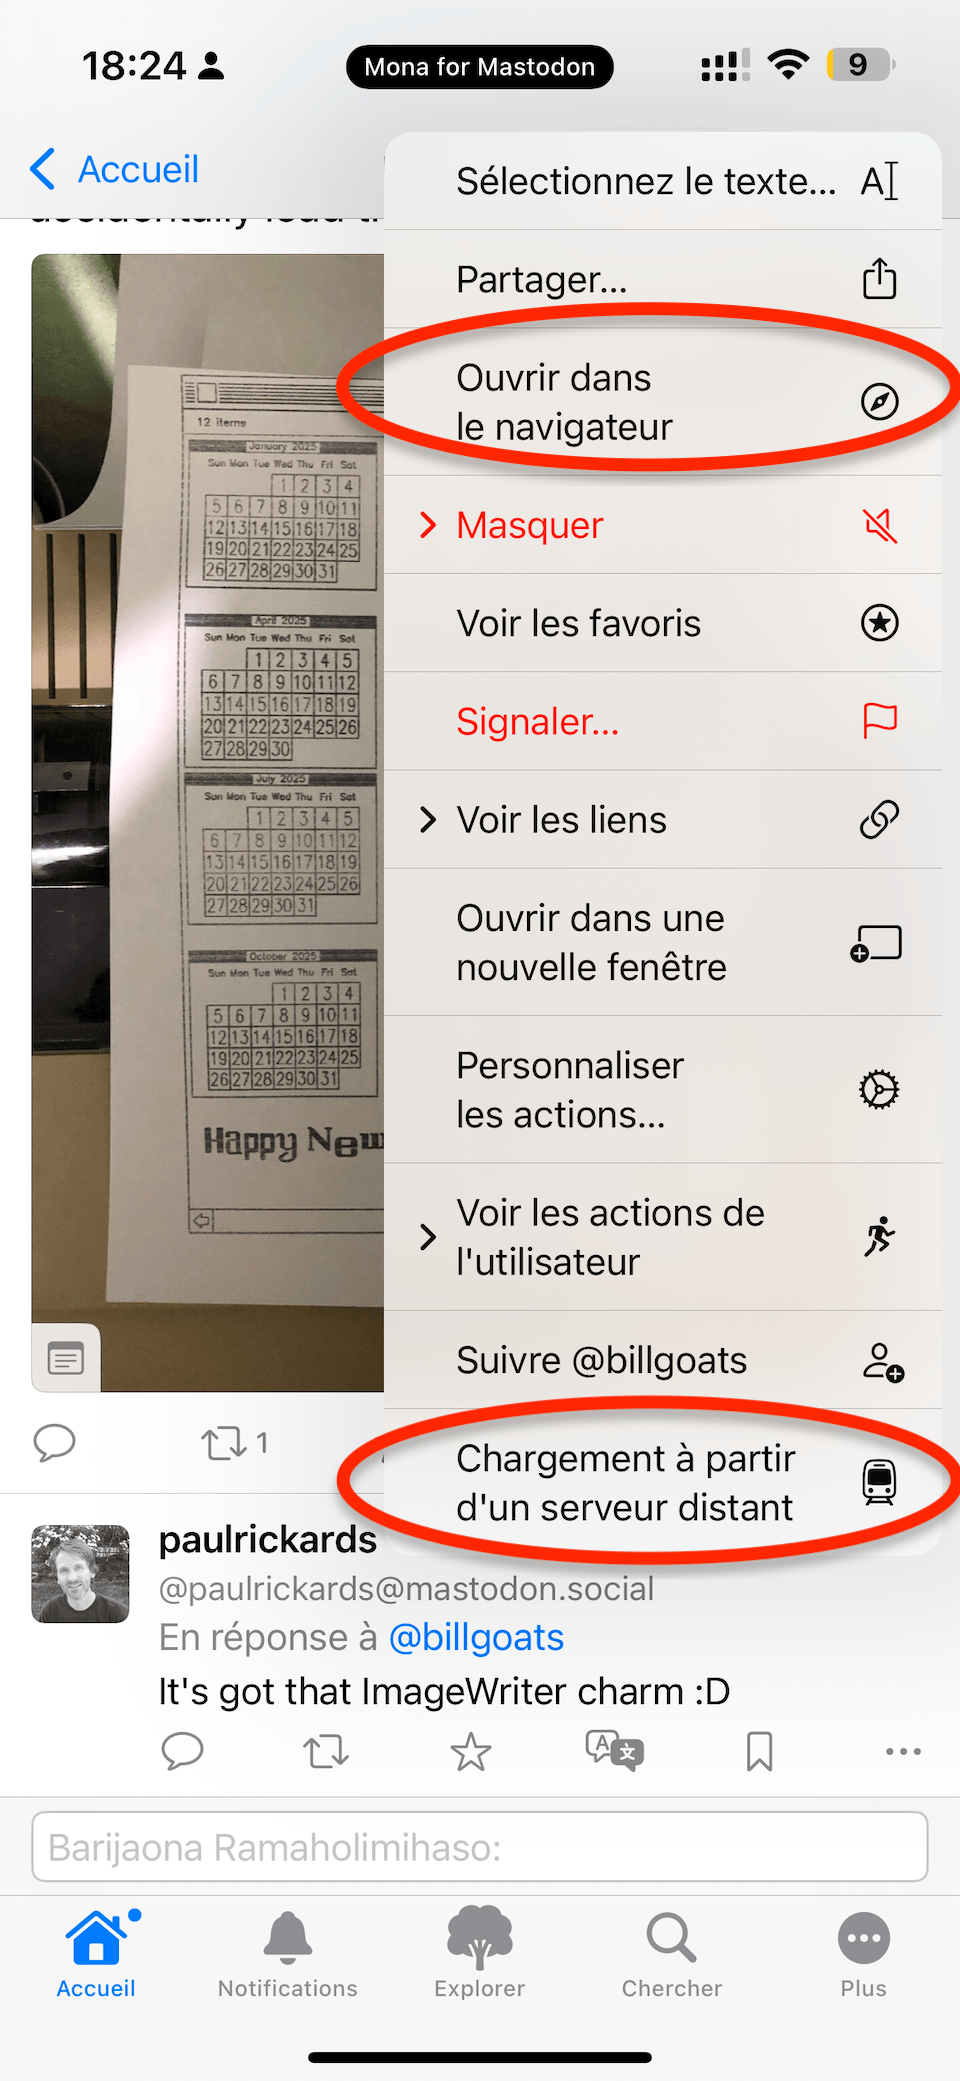 18:24
Mona for Mastodon
9
Accueil
accidentally load t
Sélectionnez le texte...
Partager...
Ouvrir dans
le navigateur
Masquer
Voir les favoris
Signaler...
Voir les liens
Ouvrir dans une
nouvelle fenêtre
Personnaliser
les actions...
Voir les actions de
l'utilisateur
Suivre @billgoats
Chargement à partir
d'un serveur distant
12 items
January 2025
Sun Mon Tue Wed Thu Fri Sat
1 2 3 4
5 6 7 8 9 10 11
12 13 14 15 16 17 18
19 20 21 22 23 24 25
26 27 28 29 30 31
April 2025
Sun Mon Tue Wed Thu Fri Sat
1 2 3 4 5
6 7 8 9 10 11 12
13 14 15 16 17 18 19
20 21 22 23 24 25 26
27 28 29 30
July 2025
Sun Mon Tue Wed Thu Fri Sat
1 2 3 4 5
6 7 8 9 10 11 12
13 14 15 16 17 18 19
20 21 22 23 24 25 26
27 28 29 30 31
October 2025
Sun Mon Tue Wed Thu Fri Sat
1 2 3 4
5 6 7 8 9 10 11
12 13 14 15 16 17 18
19 20 21 22 23 24 25
26 27 28 29 30 31
Happy New
1
paulrickards
@paulrickards@mastodon.social
En réponse à @billgoats
It's got that ImageWriter charm :D
Barijaona Ramaholimihaso:
Accueil
Notifications
Explorer
Chercher
Plus